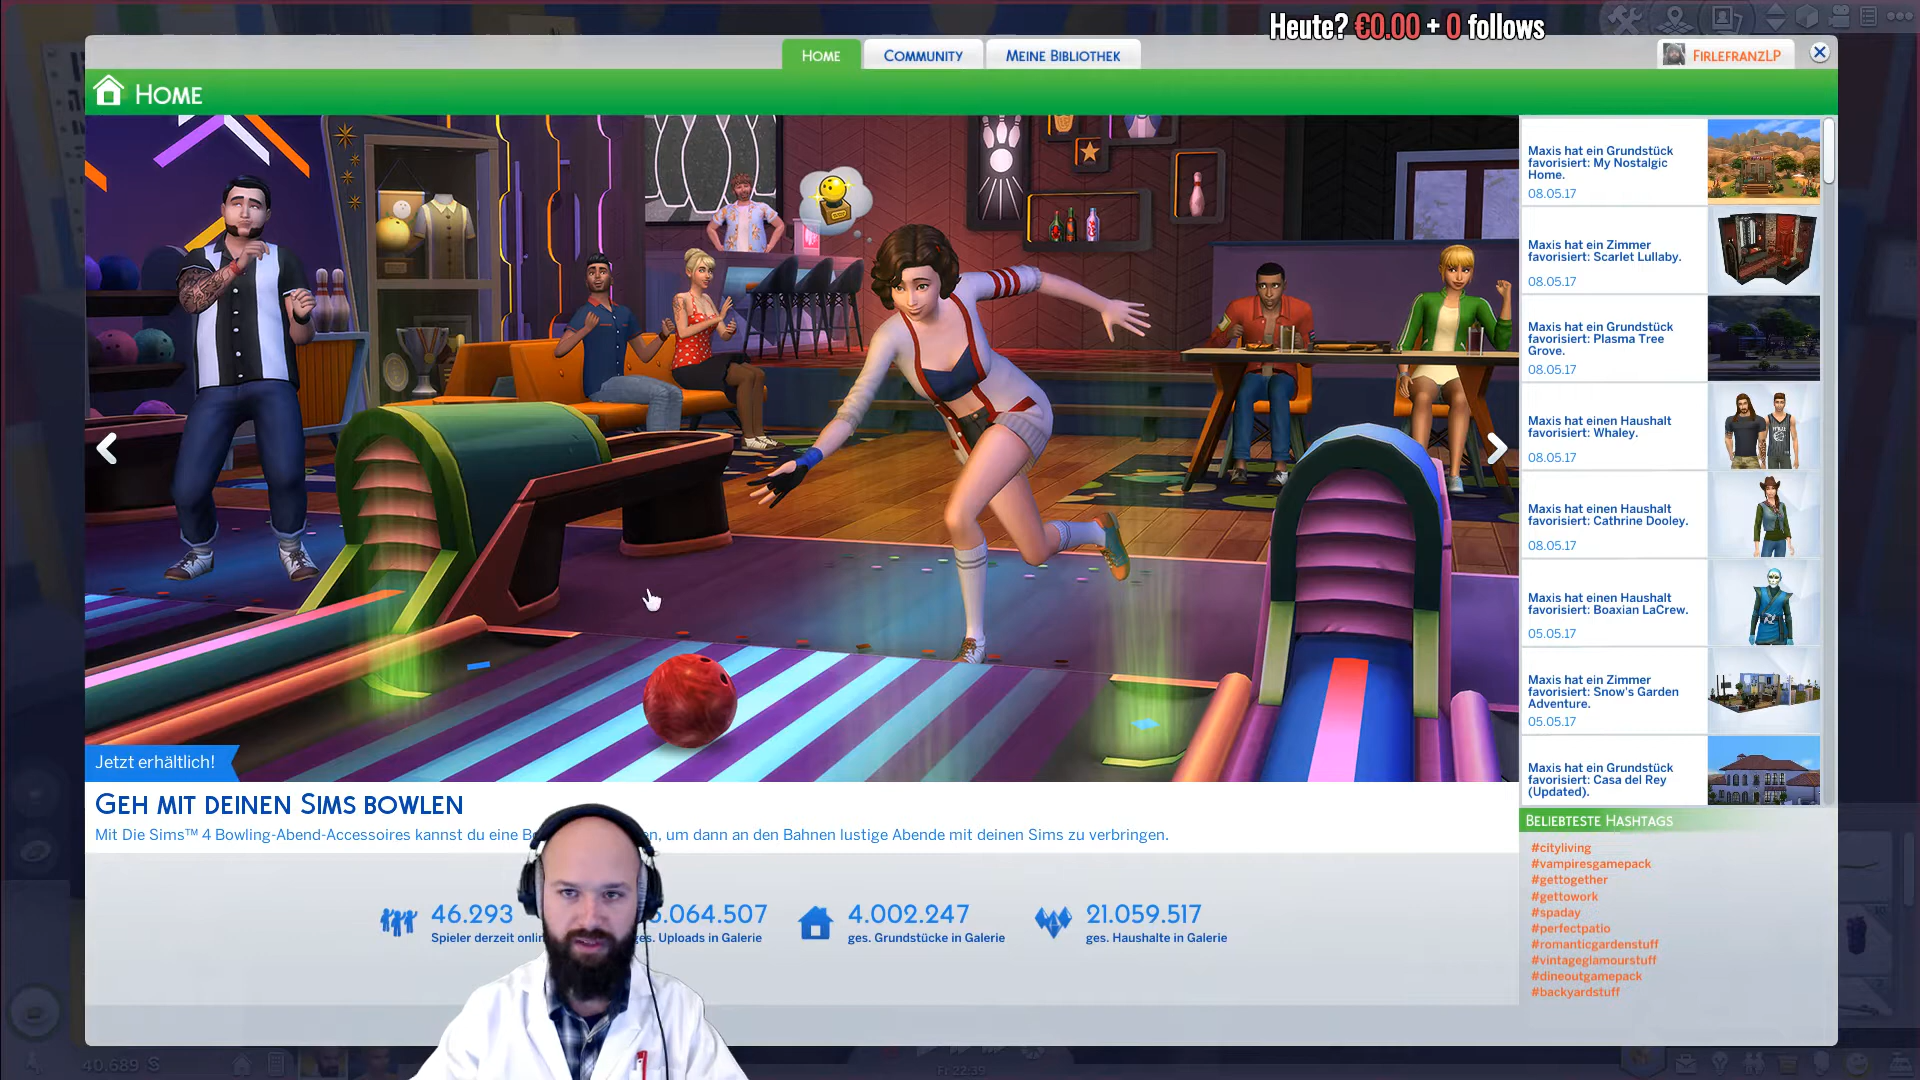 Heute? €0.00 + 0 follows
Home
Community
Meine Bibliothek
FirlefranzLP
Home
Maxis hat ein Grundstück
favorisiert: My Nostalgic
Home.
08.05.17
Maxis hat ein Zimmer
favorisiert: Scarlet Lullaby.
08.05.17
Maxis hat ein Grundstück
favorisiert: Plasma Tree
Grove.
08.05.17
Maxis hat einen Haushalt
favorisiert: Whaley.
08.05.17
Maxis hat einen Haushalt
favorisiert: Cathrine Dooley.
08.05.17
Maxis hat einen Haushalt
favorisiert: Boaxian LaCrew.
05.05.17
Maxis hat ein Zimmer
favorisiert: Snow's Garden
Adventure.
05.05.17
Maxis hat ein Grundstück
favorisiert: Casa del Rey
(Updated).
Jetzt erhältlich!
Geh mit deinen Sims bowlen
Mit Die Sims™ 4 Bowling-Abend-Accessoires kannst du eine um dann an den Bahnen lustige Abende mit deinen Sims zu verbringen.
46.293
Spieler derzeit
.064.507
ges. Uploads in Galerie
4.002.247
ges. Grundstücke in Galerie
21.059.517
ges. Haushalte in Galerie
Beliebteste Hashtags
#cityliving
#vampiresgamepack
#gettogether
#gettowork
#spaday
#perfectpatio
#romanticgardenstuff
#vintageglamourstuff
#dineoutgamepack
#backyardstuff
40.689 S
Fr 22:39